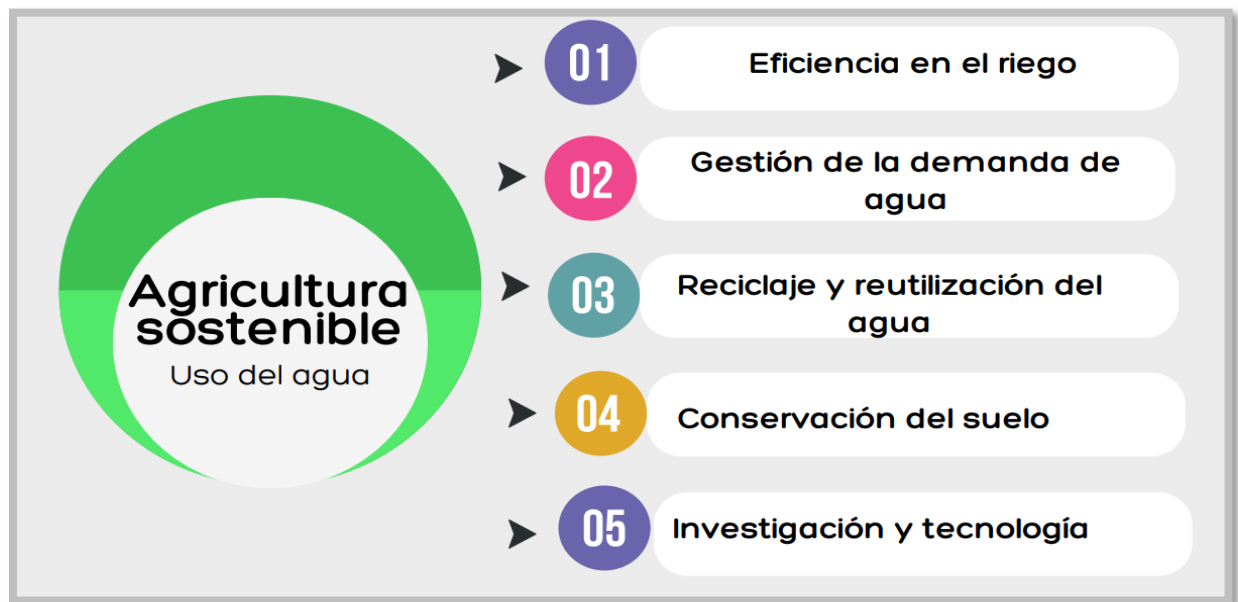 Agricultura
sostenible
Uso del agua
01
Eficiencia en el riego
02
Gestión de la demanda de
agua
03
Reciclaje y reutilización del
agua
04
Conservación del suelo
05
Investigación y tecnología